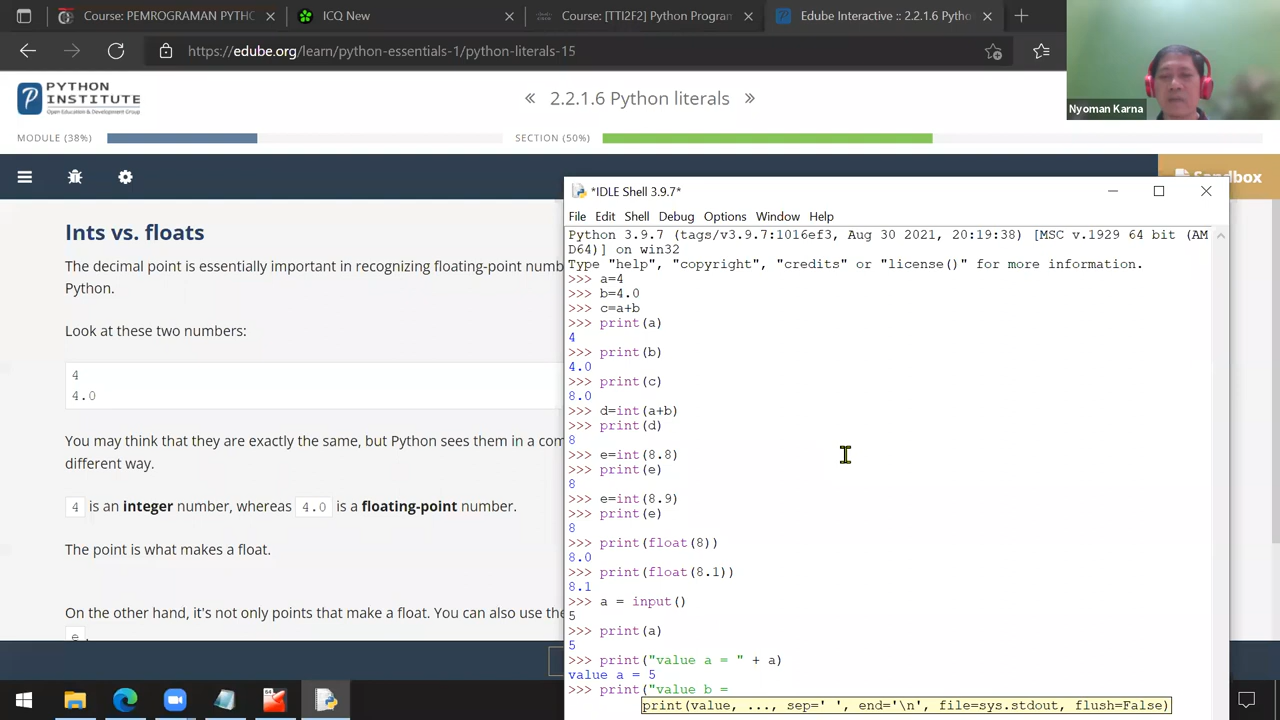 Course: PEMROGRAMAN PYTHO
ICQ New
Course: [TTI2F2] Python Program
Edube Interactive :: 2.2.1.6 Pytho
https://edube.org/learn/python-essentials-1/python-literals-15
Nyoman Karna
PYTHON
INSTITUTE
Open Education & Development Group
« 2.2.1.6 Python literals »
MODULE (38%)
SECTION (50%)
Sandbox
Ints vs. floats
The decimal point is essentially important in recognizing floating-point numb
Python.
Look at these two numbers:
4
4.0
You may think that they are exactly the same, but Python sees them in a com
different way.
4 is an integer number, whereas 4.0 is a floating-point number.
The point is what makes a float.
On the other hand, it's not only points that make a float. You can also use the
e .
*IDLE Shell 3.9.7*
File Edit Shell Debug Options Window Help
Python 3.9.7 (tags/v3.9.7:1016ef3, Aug 30 2021, 20:19:38) [MSC v.1929 64 bit (AM
D64)] on win32
Type "help", "copyright", "credits" or "license()" for more information.
>>> a=4
>>> b=4.0
>>> c=a+b
>>> print(a)
4
>>> print(b)
4.0
>>> print(c)
8.0
>>> d=int(a+b)
>>> print(d)
8
>>> e=int(8.8)
>>> print(e)
8
>>> e=int(8.9)
>>> print(e)
8
>>> print(float(8))
8.0
>>> print(float(8.1))
8.1
>>> a = input()
5
>>> print(a)
5
>>> print("value a = " + a)
value a = 5
>>> print("value b =
print(value, ..., sep=' ', end='\n', file=sys.stdout, flush=False)